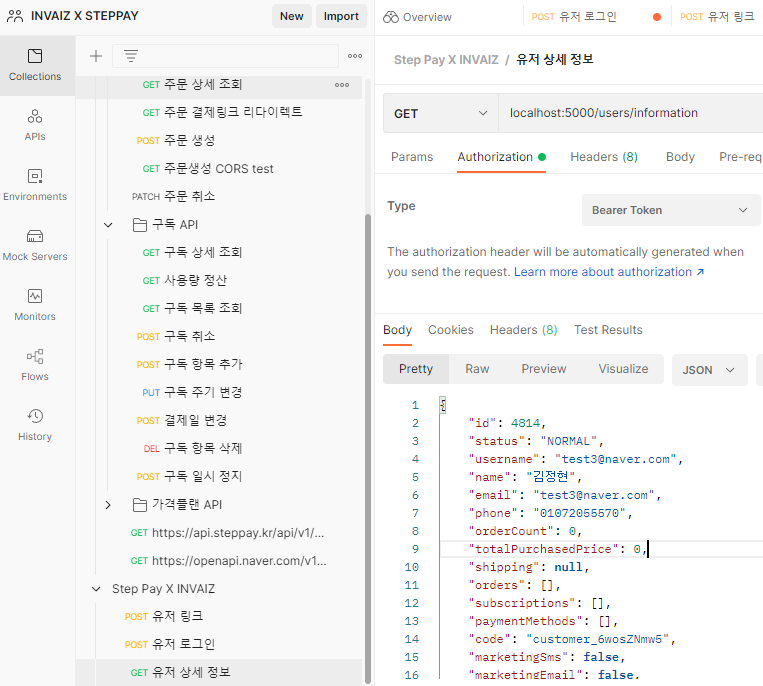 INVAIZ X STEPPAY
New
Import
Overview
POST 유저 로그인
POST 유저 링크
Collections
APIs
Environments
Mock Servers
Monitors
Flows
History
GET 주문 상세 조회
GET 주문 결제링크 리다이렉트
POST 주문 생성
GET 주문생성 CORS test
PATCH 주문 취소
구독 API
GET 구독 상세 조회
GET 사용량 정산
GET 구독 목록 조회
POST 구독 취소
POST 구독 항목 추가
PUT 구독 주기 변경
POST 결제일 변경
DEL 구독 항목 삭제
POST 구독 일시 정지
가격플랜 API
GET https://api.steppay.kr/api/v1/...
GET https://openapi.naver.com/v1...
Step Pay X INVAIZ
POST 유저 링크
POST 유저 로그인
GET 유저 상세 정보
Step Pay X INVAIZ / 유저 상세 정보
GET
localhost:5000/users/information
Params
Authorization
Headers (8)
Body
Pre-req
Type
Bearer Token
The authorization header will be automatically generated when
you send the request. Learn more about authorization ↗
Body
Cookies
Headers (8)
Test Results
Pretty
Raw
Preview
Visualize
JSON
1 {
2 "id": 4814,
3 "status": "NORMAL",
4 "username": "test3@naver.com",
5 "name": "김정현",
6 "email": "test3@naver.com",
7 "phone": "01072055570",
8 "orderCount": 0,
9 "totalPurchasedPrice": 0,
10 "shipping": null,
11 "orders": [],
12 "subscriptions": [],
13 "paymentMethods": [],
14 "code": "customer_6wosZNmw5",
15 "marketingSms": false,
16 "marketingEmail": false,